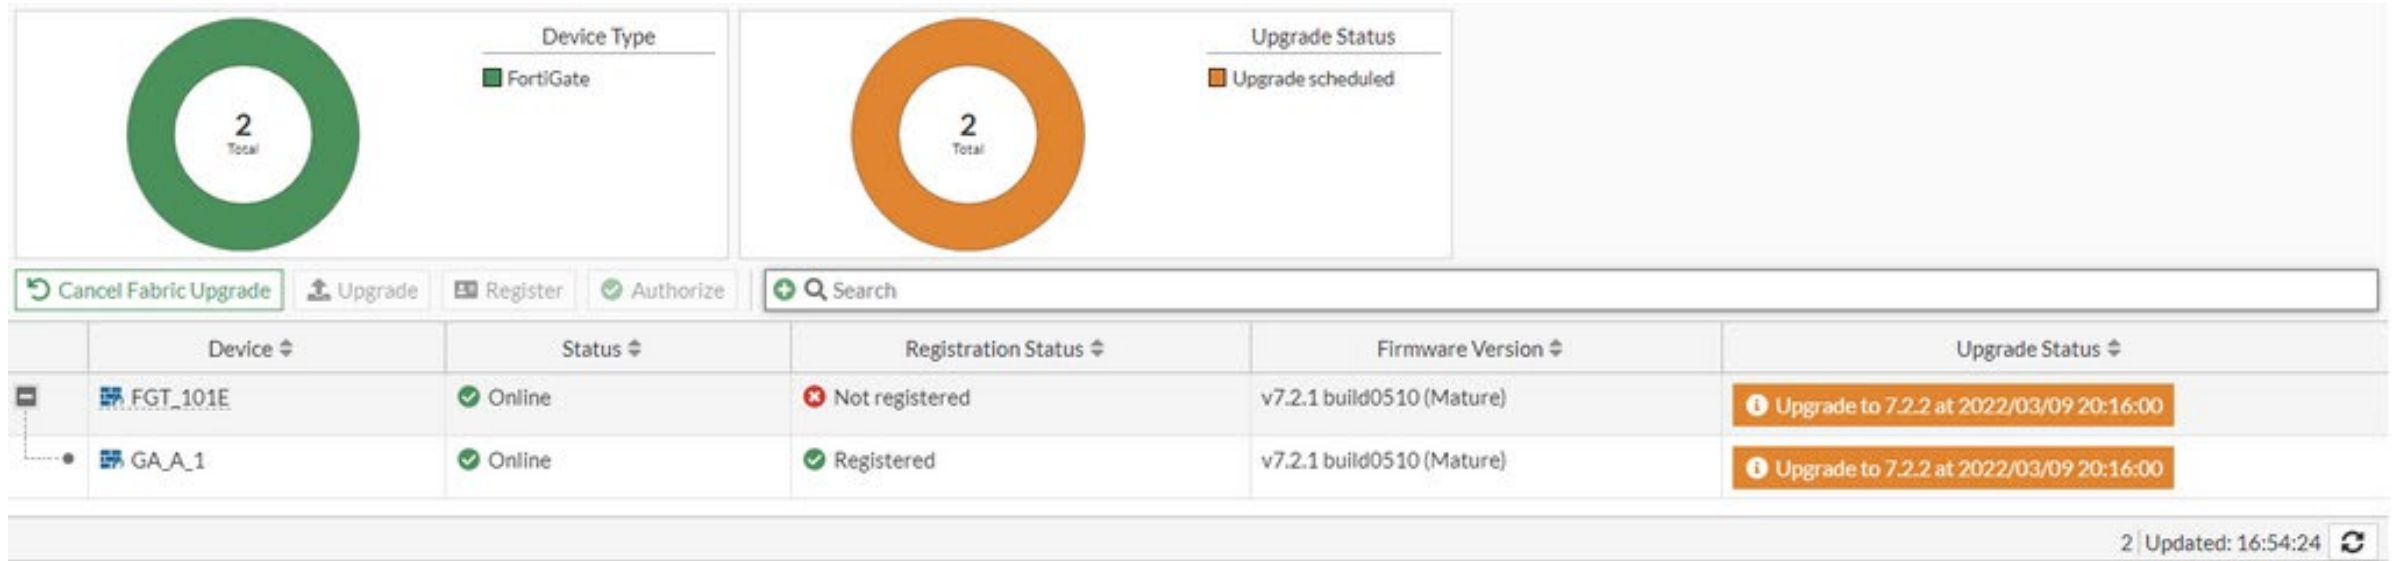 Device Type
FortiGate
2
Total
Upgrade Status
Upgrade scheduled
2
Total
Cancel Fabric Upgrade Upgrade Register Authorize Search
Device Status Registration Status Firmware Version Upgrade Status
FGT_101E Online Not registered v7.2.1 build0510 (Mature) Upgrade to 7.2.2 at 2022/03/09 20:16:00
GA_A_1 Online Registered v7.2.1 build0510 (Mature) Upgrade to 7.2.2 at 2022/03/09 20:16:00
2 Updated: 16:54:24